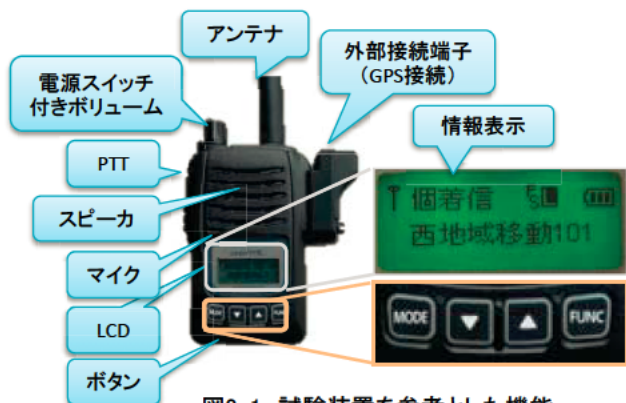 アンテナ
外部接続端子
(GPS接続)
電源スイッチ
付きボリューム
情報表示
PTT
スピーカ
個着信
西地域移動101
マイク
LCD
MODE
FUNC
ボタン